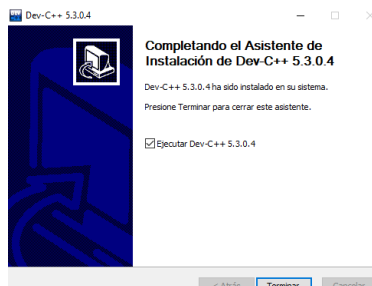 Dev-C++ 5.3.0.4
Completando el Asistente de
Instalación de Dev-C++ 5.3.0.4
Dev-C++ 5.3.0.4 ha sido instalado en su sistema.
Presione Terminar para cerrar este asistente.
Ejecutar Dev-C++ 5.3.0.4
< Atrás Terminar Cancelar